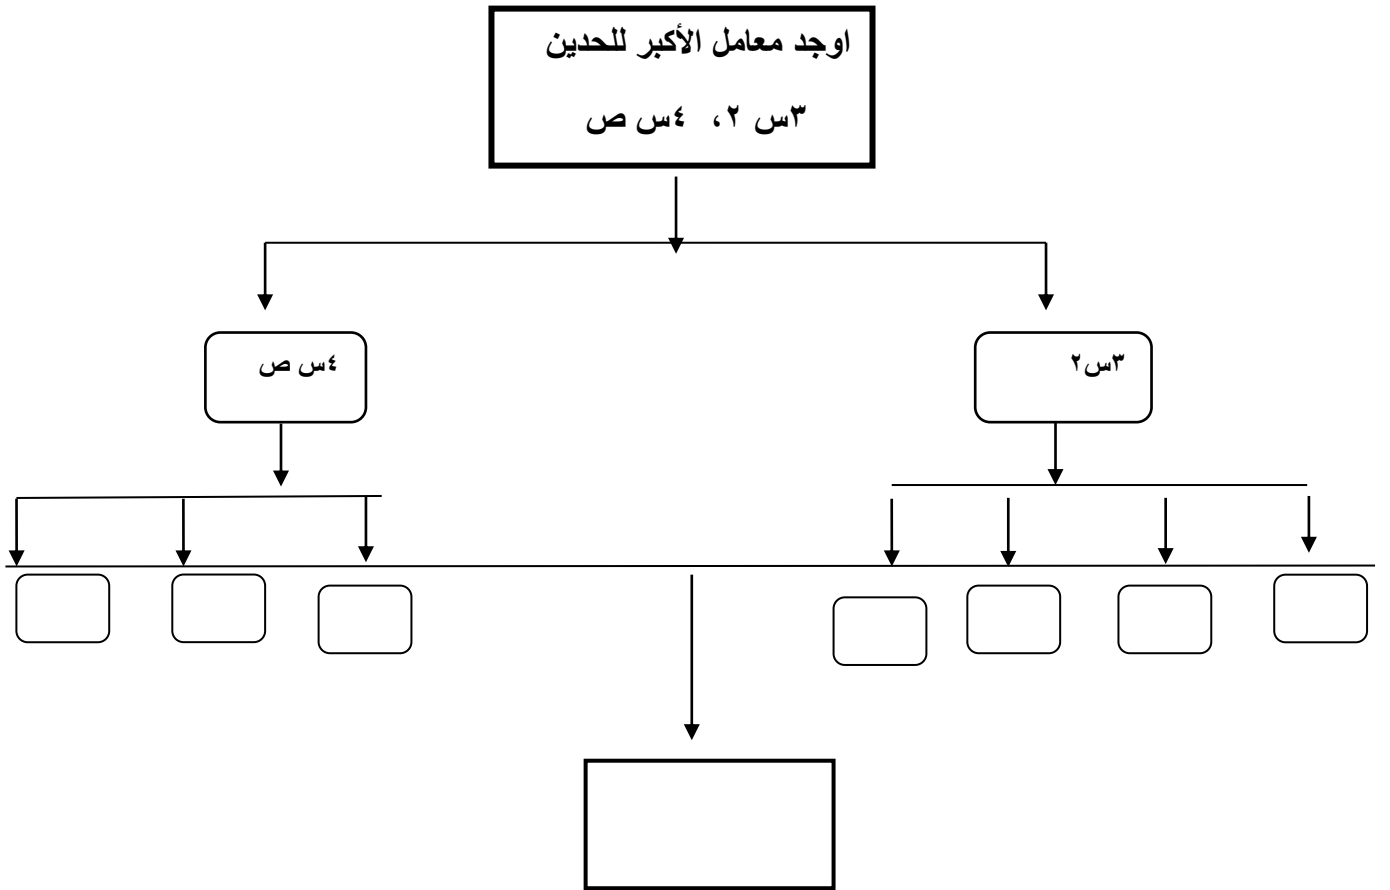 اوجد معامل الأكبر للحدين
٣س ٢، ٤س ص
٣س٢
٤س ص